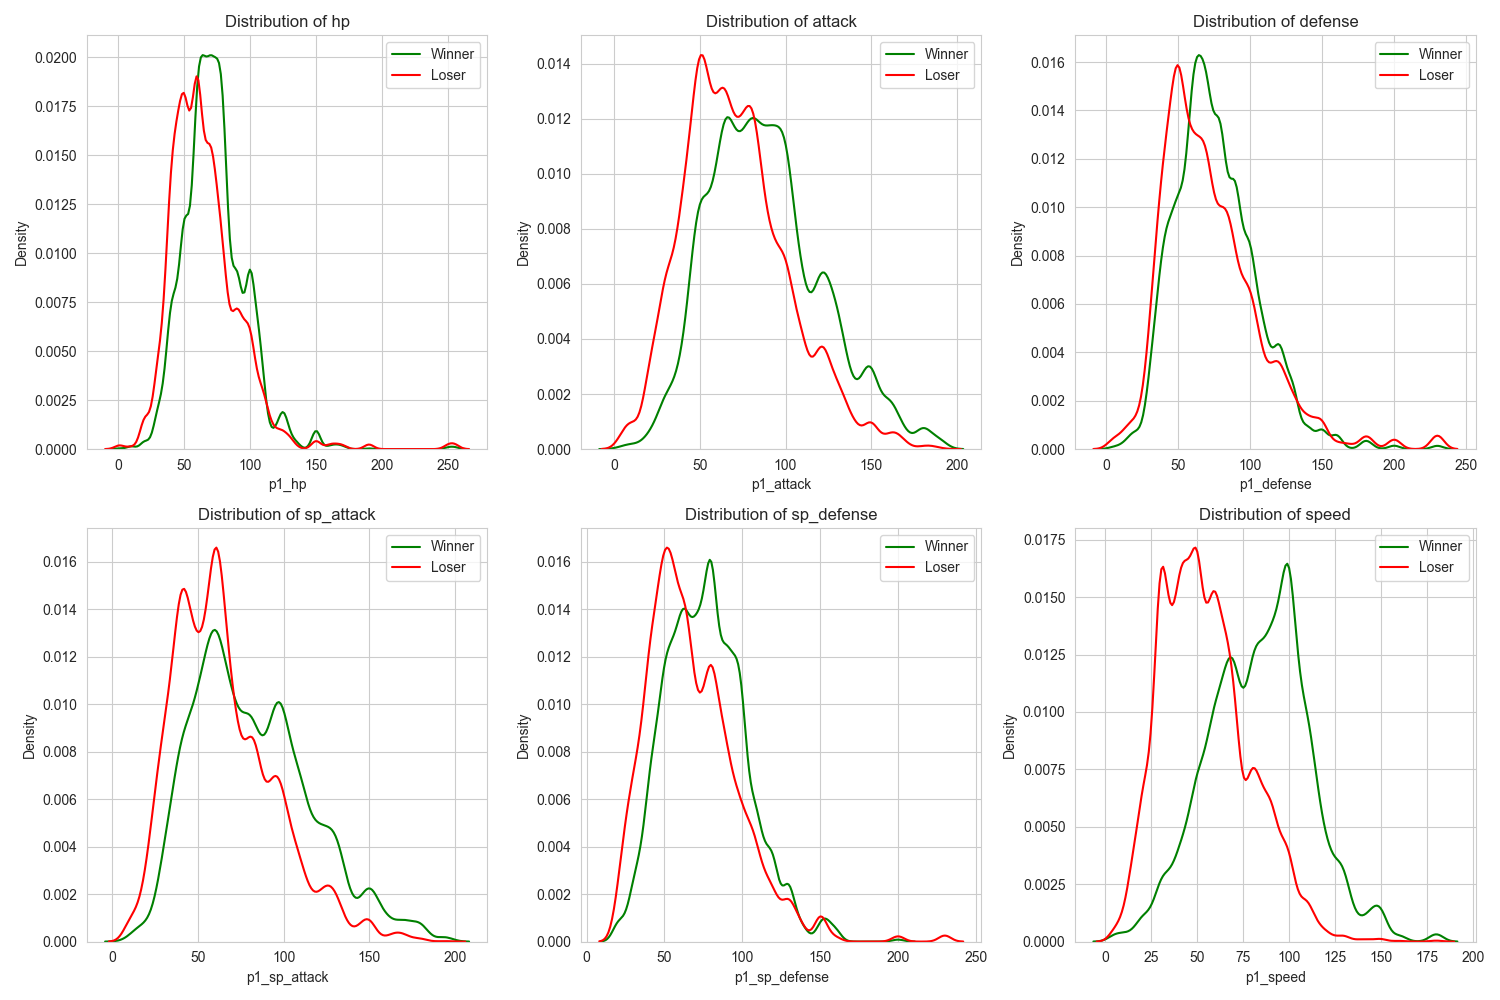 Distribution of hp
Winner
Loser
Density
0.0200
0.0175
0.0150
0.0125
0.0100
0.0075
0.0050
0.0025
0.0000
0 50 100 150 200 250
p1_hp
Distribution of attack
Winner
Loser
Density
0.014
0.012
0.010
0.008
0.006
0.004
0.002
0.000
0 50 100 150 200
p1_attack
Distribution of defense
Winner
Loser
Density
0.016
0.014
0.012
0.010
0.008
0.006
0.004
0.002
0.000
0 50 100 150 200 250
p1_defense
Distribution of sp_attack
Winner
Loser
Density
0.016
0.014
0.012
0.010
0.008
0.006
0.004
0.002
0.000
0 50 100 150 200
p1_sp_attack
Distribution of sp_defense
Winner
Loser
Density
0.016
0.014
0.012
0.010
0.008
0.006
0.004
0.002
0.000
0 50 100 150 200 250
p1_sp_defense
Distribution of speed
Winner
Loser
Density
0.0175
0.0150
0.0125
0.0100
0.0075
0.0050
0.0025
0.0000
0 25 50 75 100 125 150 175 200
p1_speed